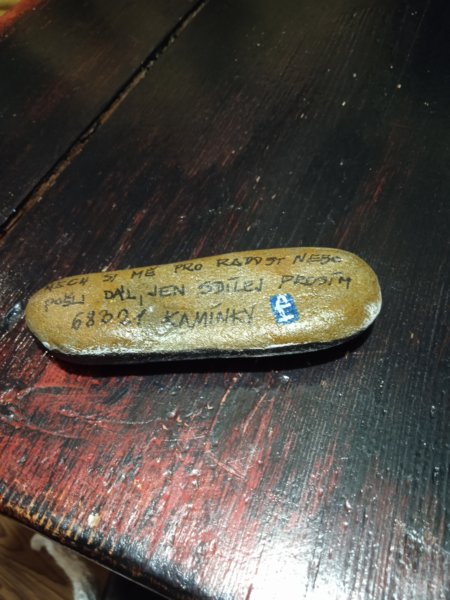 NECH SI MĚ PRO RADOST NEBO
POŠLI DÁL, JEN SDÍLEJ PROSÍM
68001 KAMÍNKY